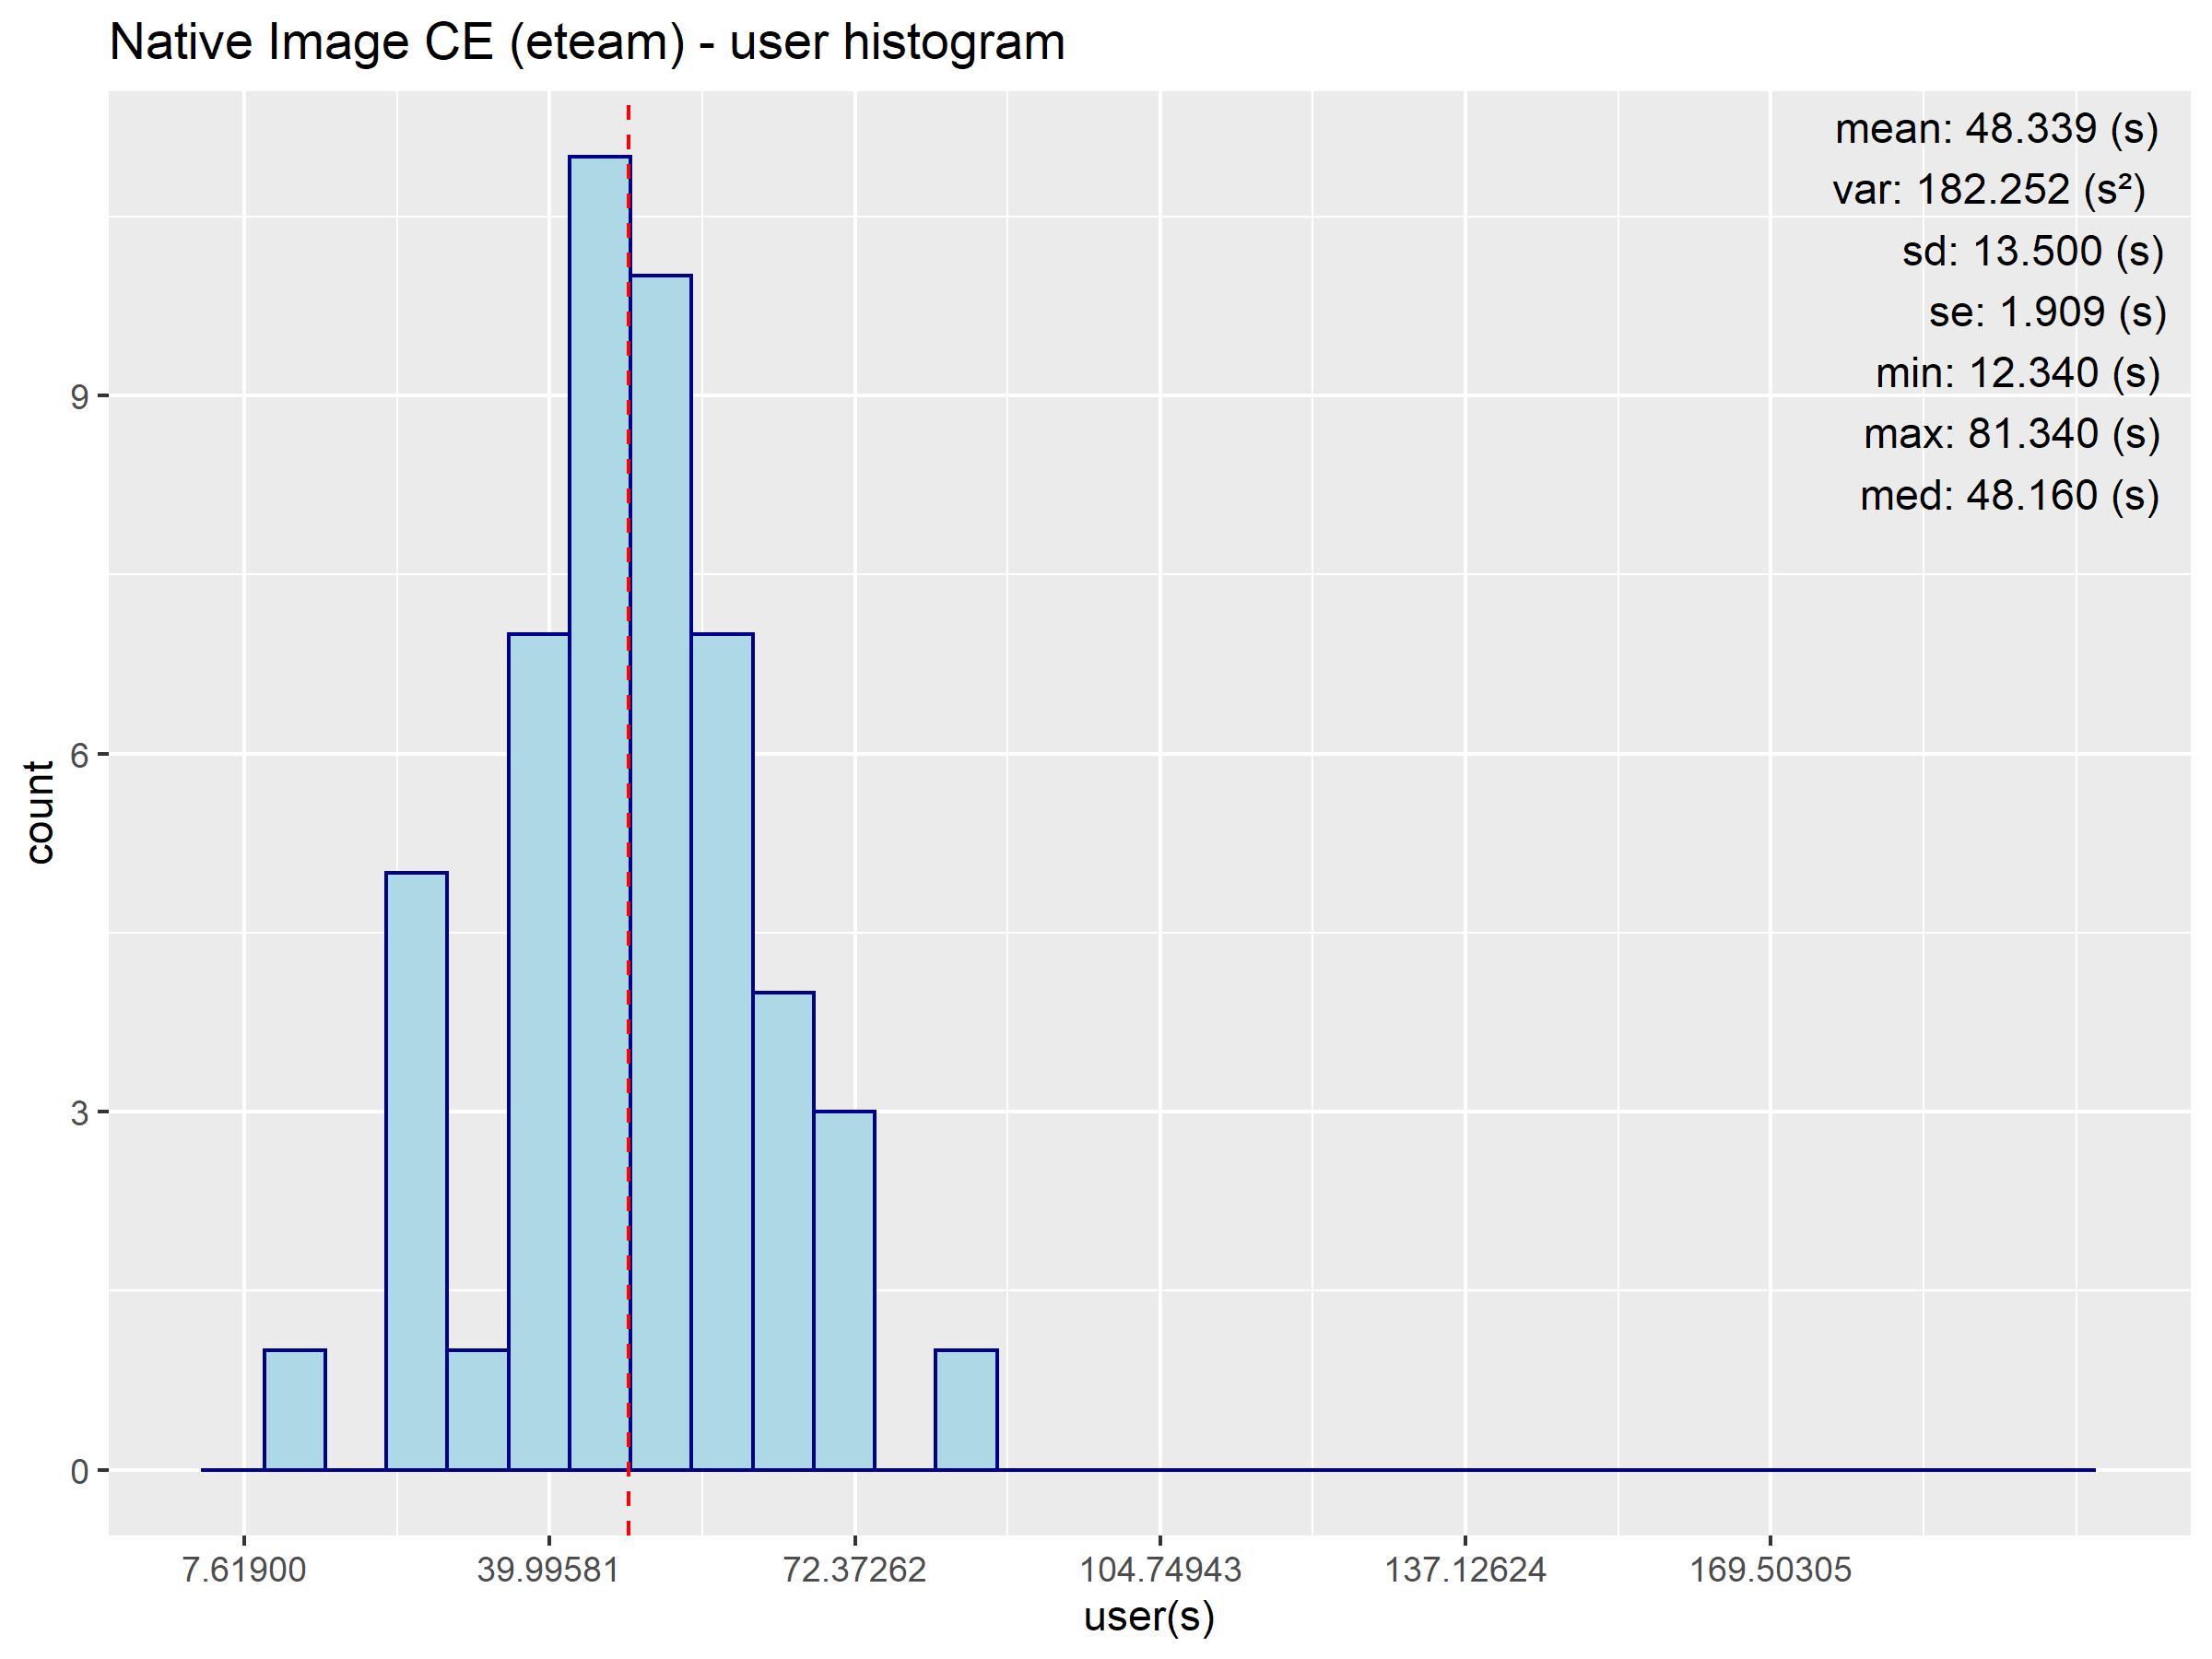 Native Image CE (eteam) - user histogram
mean: 48.339 (s)
var: 182.252 (s²)
sd: 13.500 (s)
se: 1.909 (s)
min: 12.340 (s)
max: 81.340 (s)
med: 48.160 (s)
9
6
3
0
count
7.61900 39.99581 72.37262 104.74943 137.12624 169.50305
user(s)